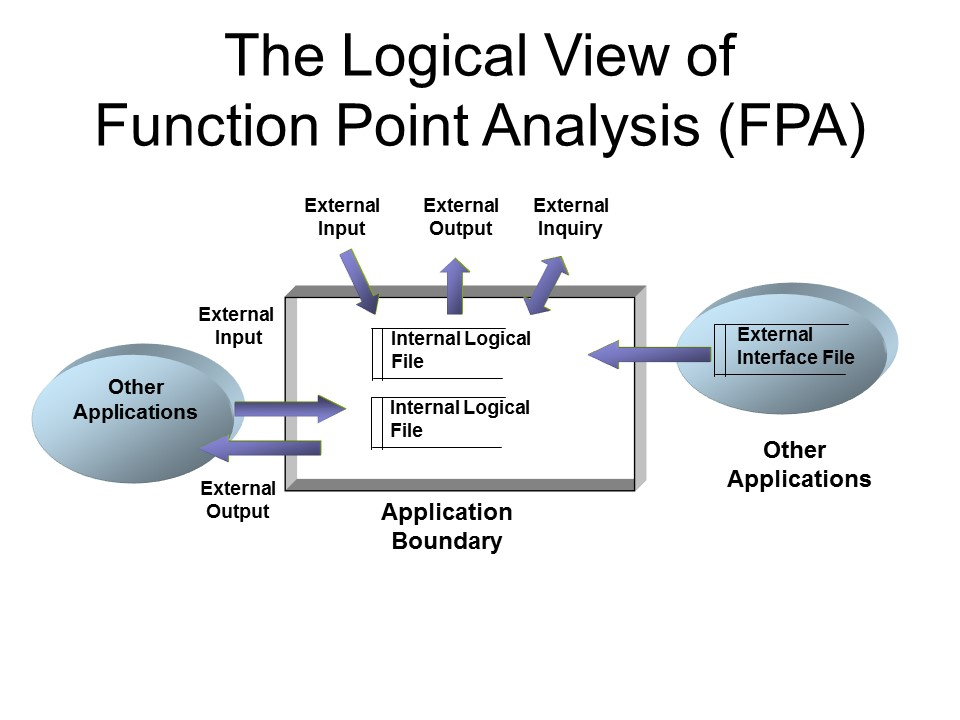 The Logical View of
Function Point Analysis (FPA)
External
Input
External
Output
External
Inquiry
External
Input
Other
Applications
Internal Logical
File
Internal Logical
File
External
Interface File
Other
Applications
External
Output
Application
Boundary